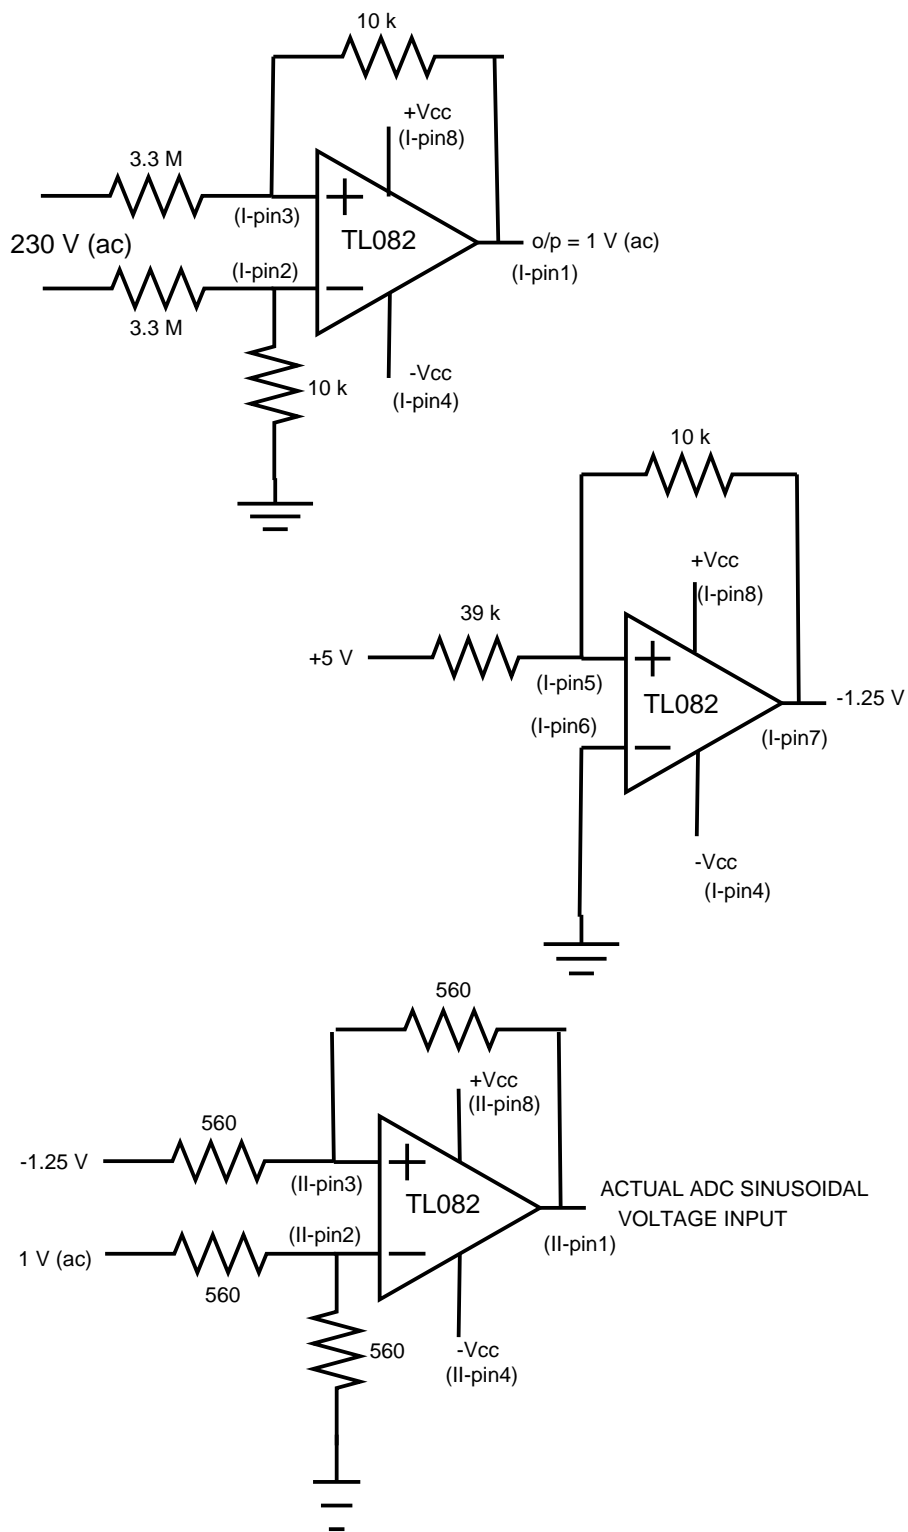 10 k
+Vcc
(I-pin8)
3.3 M
(I-pin3)
230 V (ac)
TL082
o/p = 1 V (ac)
(I-pin2)
(I-pin1)
3.3 M
-Vcc
(I-pin4)
10 k
10 k
+Vcc
(I-pin8)
39 k
+5 V
(I-pin5)
TL082
-1.25 V
(I-pin6)
(I-pin7)
-Vcc
(I-pin4)
560
+Vcc
(II-pin8)
560
-1.25 V
(II-pin3)
TL082
ACTUAL ADC SINUSOIDAL
VOLTAGE INPUT
(II-pin2)
(II-pin1)
1 V (ac)
560
560
-Vcc
(II-pin4)